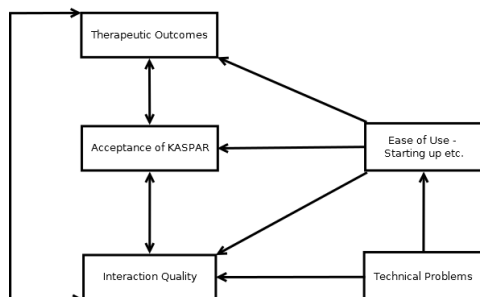 Therapeutic Outcomes
Acceptance of KASPAR
Ease of Use -
Starting up etc.
Interaction Quality
Technical Problems